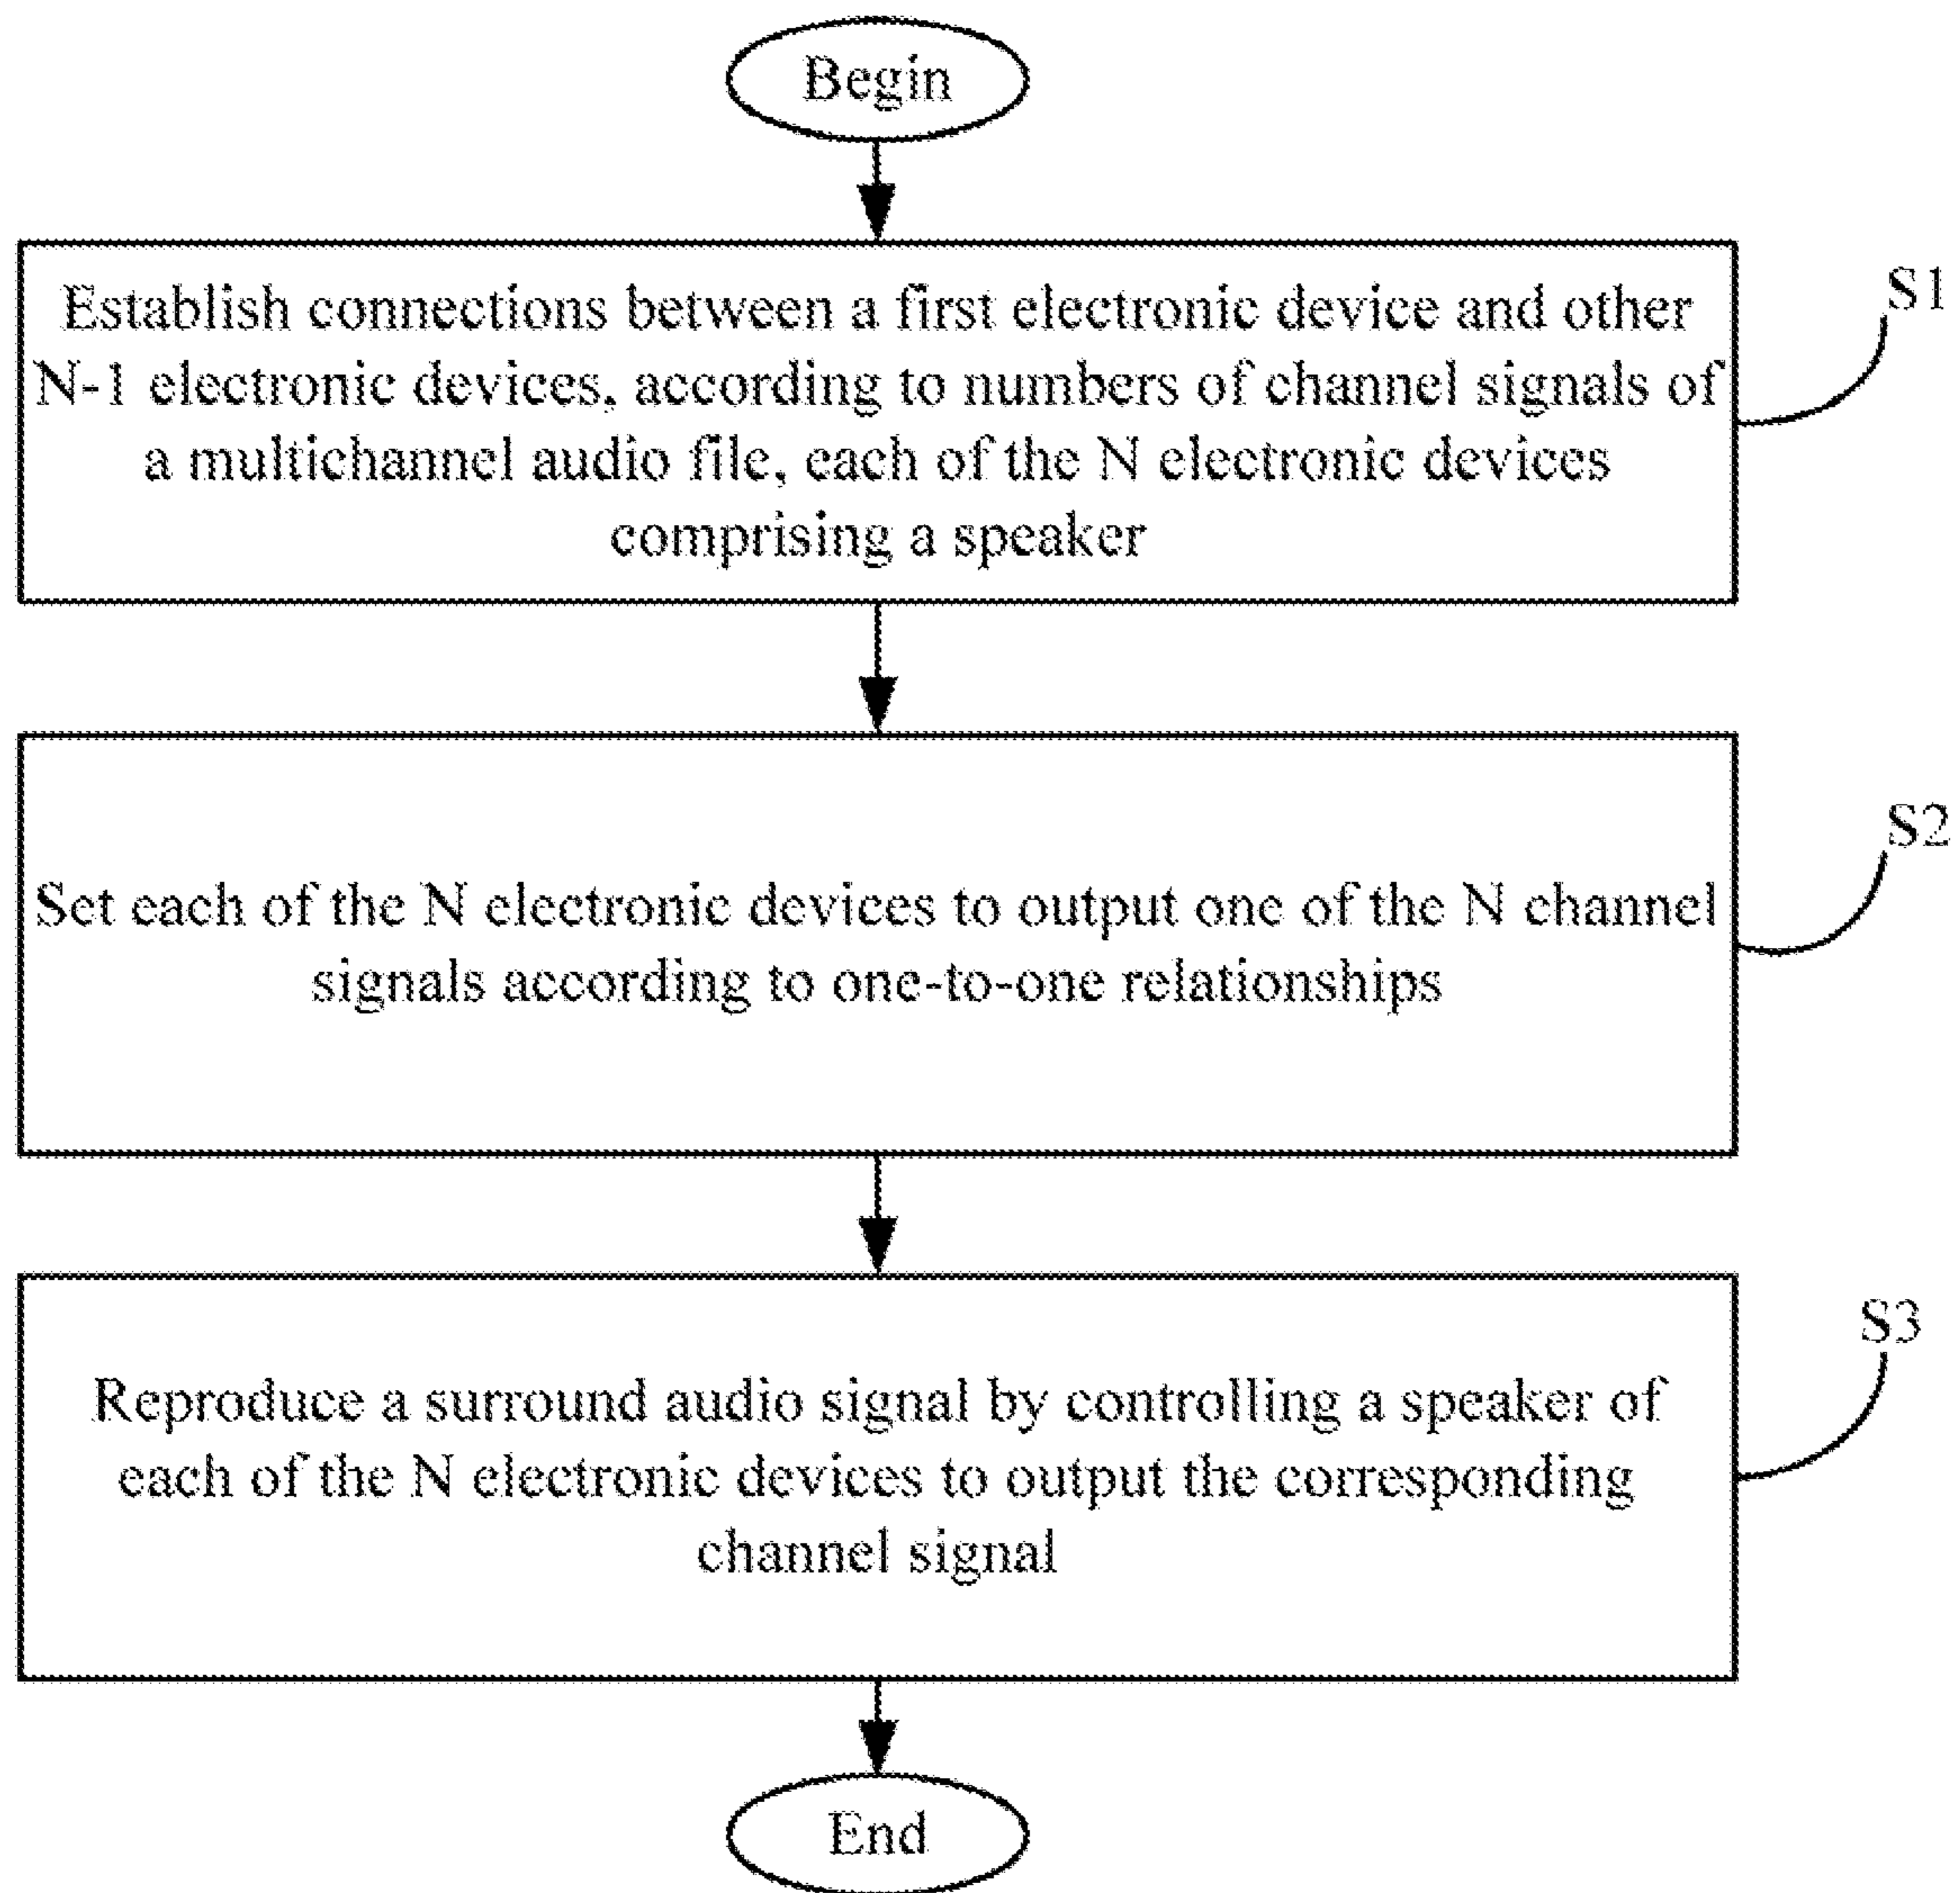 Begin
Establish connections between a first electronic device and other
N-1 electronic devices, according to numbers of channel signals of
a multichannel audio file, each of the N electronic devices
comprising a speaker
S1
Set each of the N electronic devices to output one of the N channel
signals according to one-to-one relationships
S2
Reproduce a surround audio signal by controlling a speaker of
each of the N electronic devices to output the corresponding
channel signal
S3
End